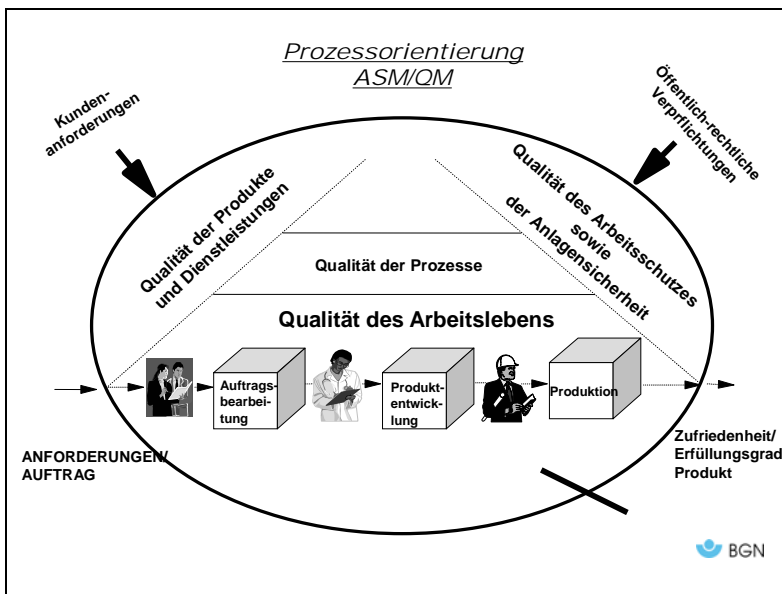 Prozessorientierung
ASM/QM
Kunden-
anforderungen
Öffentlich-rechtliche
Verprflichtungen
Qualität der Produkte
und Dienstleistungen
Qualität des Arbeitsschutzes
sowie
der Anlagensicherheit
Qualität der Prozesse
Qualität des Arbeitslebens
Auftrags-
bearbei-
tung
Produkt-
entwick-
lung
Produktion
ANFORDERUNGEN/
AUFTRAG
Zufriedenheit/
Erfüllungsgrad
Produkt
BGN